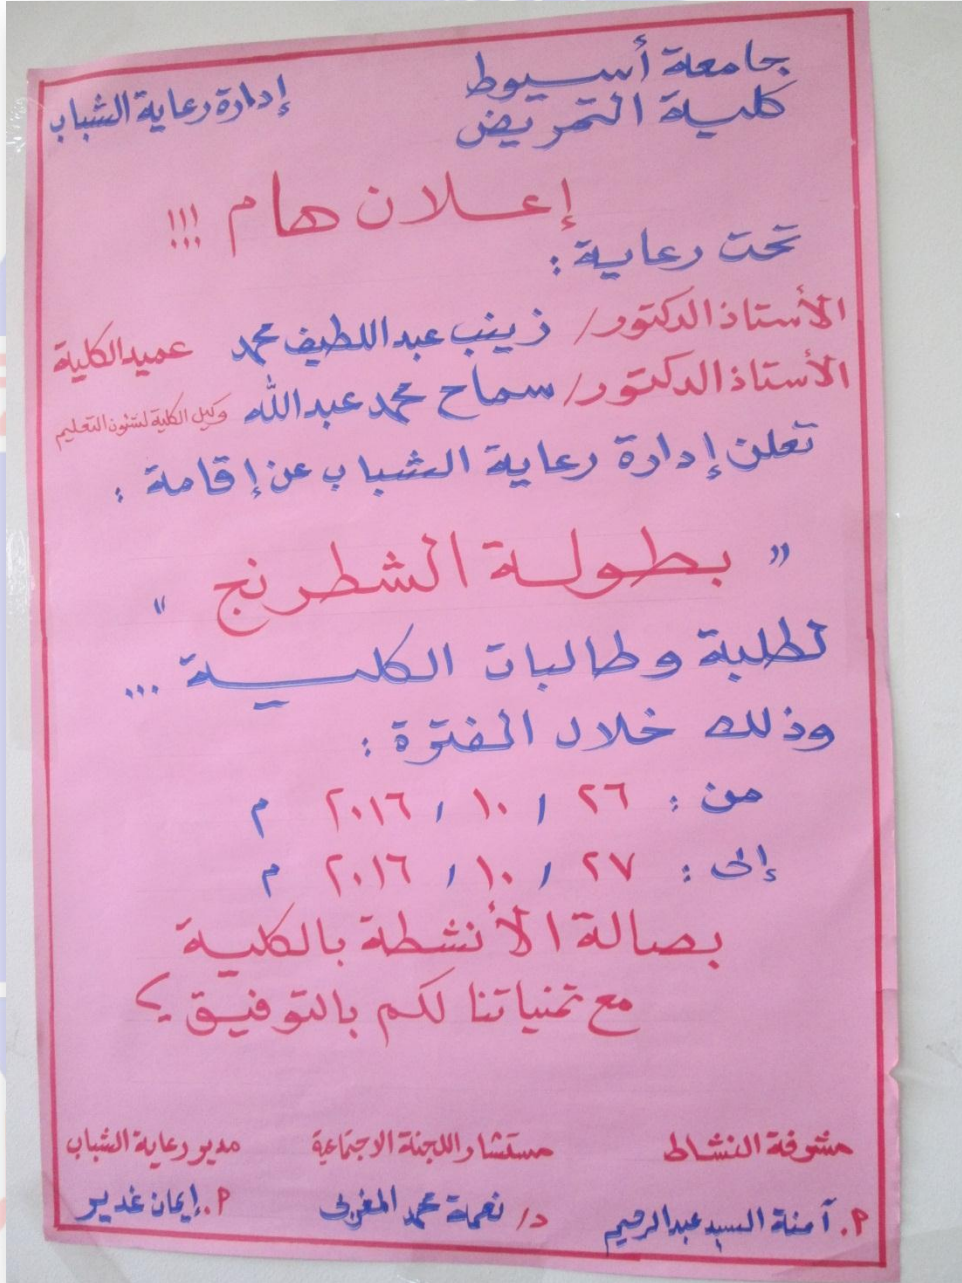 جامعة أسيوط
كلية التمريض
إدارة رعاية الشباب
إعلان هام !!!
تحت رعاية :
الأستاذ الدكتور/ زينب عبد اللطيف محمد عميد الكلية
الأستاذ الدكتور/ سماح محمد عبد الله وكيل الكلية لشئون التعليم
تعلن إدارة رعاية الشباب عن إقامة :
" بطولة الشطرنج "
لطلبة وطالبات الكلية ...
وذلك خلال الفترة :
من : ٢٦ / ١٠ / ٢٠١٦ م
إلى : ٢٧ / ١٠ / ٢٠١٦ م
بصالة الأنشطة بالكلية
مع تمنياتنا لكم بالتوفيق
مشرفة النشاط
أ. آمنة السيد عبد الرحيم
مستشار اللجنة الاجتماعية
د/ نعمة محمد المغربى
مدير رعاية الشباب
أ. إيمان غدير